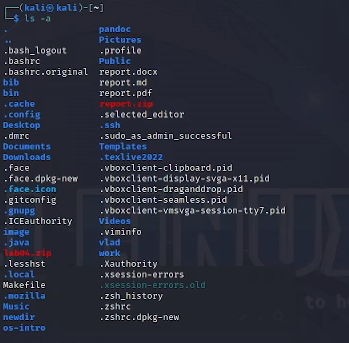 ┌──(kali㉿kali)-[~]
└─$ ls -a
.                    pandoc
..                   Pictures
.bash_logout         .profile
.bashrc              Public
.bashrc.original     report.docx
bib                  report.md
bin                  report.pdf
.cache               report.zip
.config              .selected_editor
Desktop              .ssh
.dmrc                .sudo_as_admin_successful
Documents            Templates
Downloads            .texlive2022
.face                .vboxclient-clipboard.pid
.face.dpkg-new       .vboxclient-display-svga-x11.pid
.face.icon           .vboxclient-draganddrop.pid
.gitconfig           .vboxclient-seamless.pid
.gnupg               .vboxclient-vmsvga-session-tty7.pid
.ICEauthority        Videos
image                .viminfo
.java                vlad
lab04.zip            work
.lesshst             .Xauthority
.local               .xsession-errors
Makefile             .xsession-errors.old
.mozilla             .zsh_history
Music                .zshrc
newdir               .zshrc.dpkg-new
os-intro